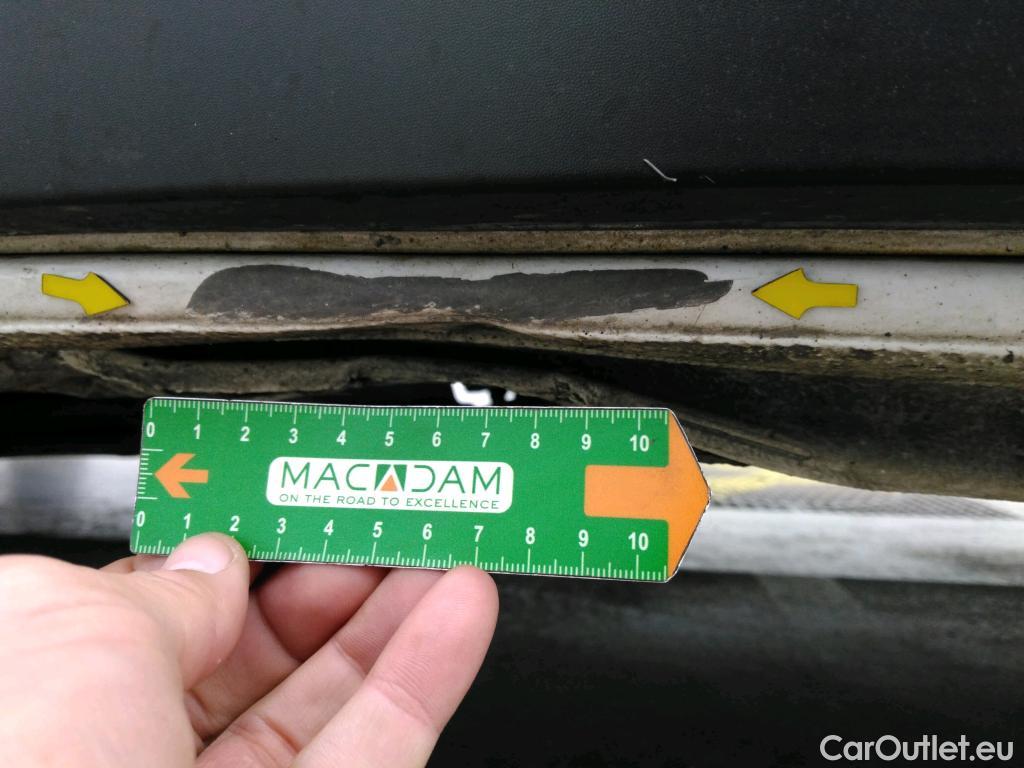 0 1 2 3 4 5 6 7 8 9 10
MACADAM
ON THE ROAD TO EXCELLENCE
0 1 2 3 4 5 6 7 8 9 10
CarOutlet.eu